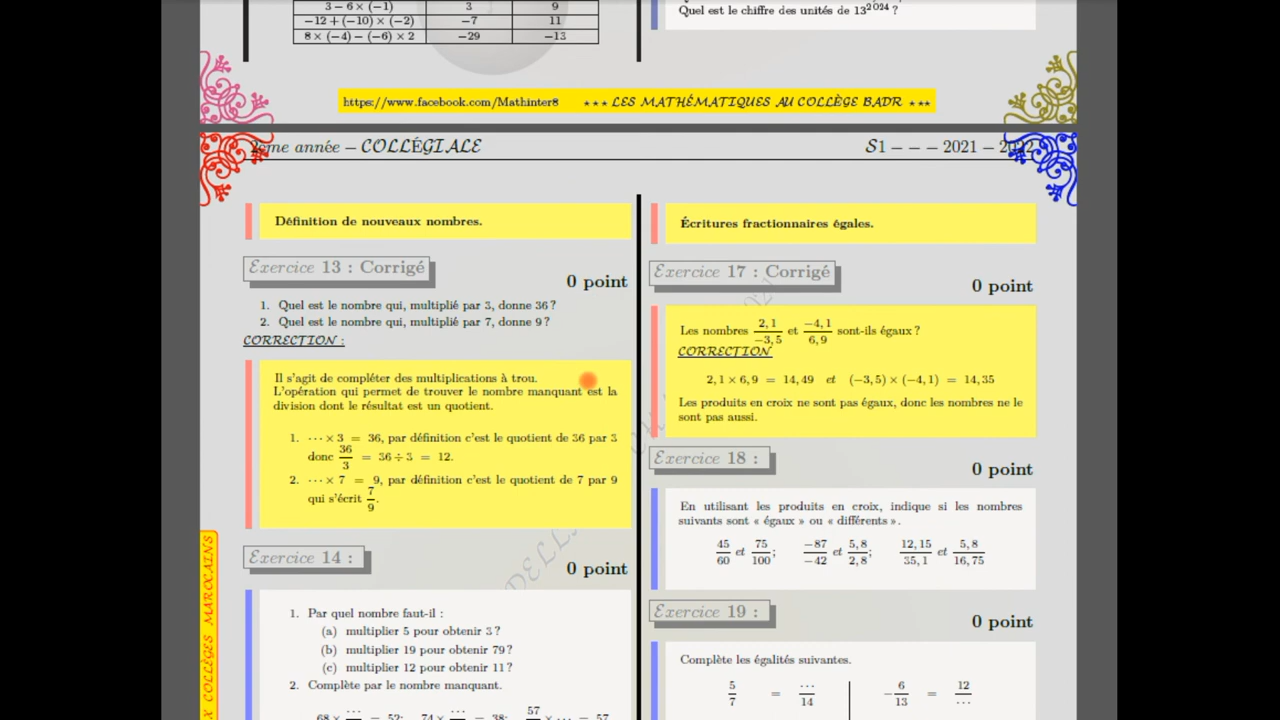 3 − 6 × (−1) 3 9
−12 + (−10) × (−2) −7 11
8 × (−4) − (−6) × 2 −29 −13
Quel est le chiffre des unités de 13²⁰²⁴ ?
https://www.facebook.com/Mathinter8 ⋆⋆⋆ LES MATHÉMATIQUES AU COLLÈGE BADR ⋆⋆⋆
2ème année – COLLÉGIALE
S1 − − − 2021 − 2022
Définition de nouveaux nombres.
Exercice 13 : Corrigé
0 point
1. Quel est le nombre qui, multiplié par 3, donne 36 ?
2. Quel est le nombre qui, multiplié par 7, donne 9 ?
CORRECTION :
Il s'agit de compléter des multiplications à trou.
L'opération qui permet de trouver le nombre manquant est la
division dont le résultat est un quotient.
1. ··· × 3 = 36, par définition c'est le quotient de 36 par 3
donc 36/3 = 36 ÷ 3 = 12.
2. ··· × 7 = 9, par définition c'est le quotient de 7 par 9
qui s'écrit 7/9.
Exercice 14 :
0 point
1. Par quel nombre faut-il :
(a) multiplier 5 pour obtenir 3 ?
(b) multiplier 19 pour obtenir 79 ?
(c) multiplier 12 pour obtenir 11 ?
2. Complète par le nombre manquant.
68 × ··· = 52; 74 × ··· = 38; 57 × ··· = 57
Écritures fractionnaires égales.
Exercice 17 : Corrigé
0 point
Les nombres 2,1/−3,5 et −4,1/6,9 sont-ils égaux ?
CORRECTION
2,1 × 6,9 = 14,49 et (−3,5) × (−4,1) = 14,35
Les produits en croix ne sont pas égaux, donc les nombres ne le
sont pas aussi.
Exercice 18 :
0 point
En utilisant les produits en croix, indique si les nombres
suivants sont « égaux » ou « différents ».
45/60 et 75/100; −87/−42 et 5,8/2,8; 12,15/35,1 et 5,8/16,75
Exercice 19 :
0 point
Complète les égalités suivantes.
5/7 = ···/14 −6/13 = 12/···
X COLLÈGES MAROCAINS